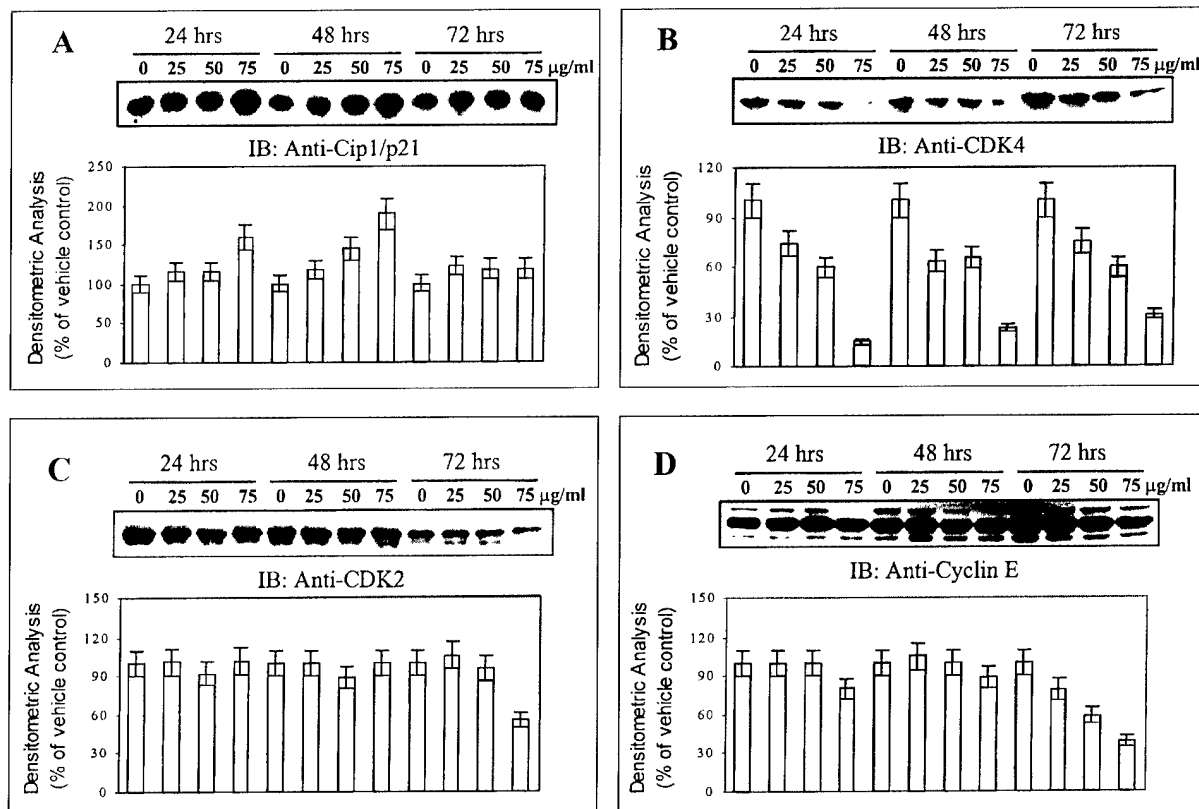 A
24 hrs 48 hrs 72 hrs
0 25 50 75 0 25 50 75 0 25 50 75 μg/ml
IB: Anti-Cip1/p21
Densitometric Analysis
(% of vehicle control)
250
200
150
100
50
0
B
24 hrs 48 hrs 72 hrs
0 25 50 75 0 25 50 75 0 25 50 75 μg/ml
IB: Anti-CDK4
Densitometric Analysis
(% of vehicle control)
120
90
60
30
0
C
24 hrs 48 hrs 72 hrs
0 25 50 75 0 25 50 75 0 25 50 75 μg/ml
IB: Anti-CDK2
Densitometric Analysis
(% of vehicle control)
150
120
90
60
30
0
D
24 hrs 48 hrs 72 hrs
0 25 50 75 0 25 50 75 0 25 50 75 μg/ml
IB: Anti-Cyclin E
Densitometric Analysis
(% of vehicle control)
150
120
90
60
30
0